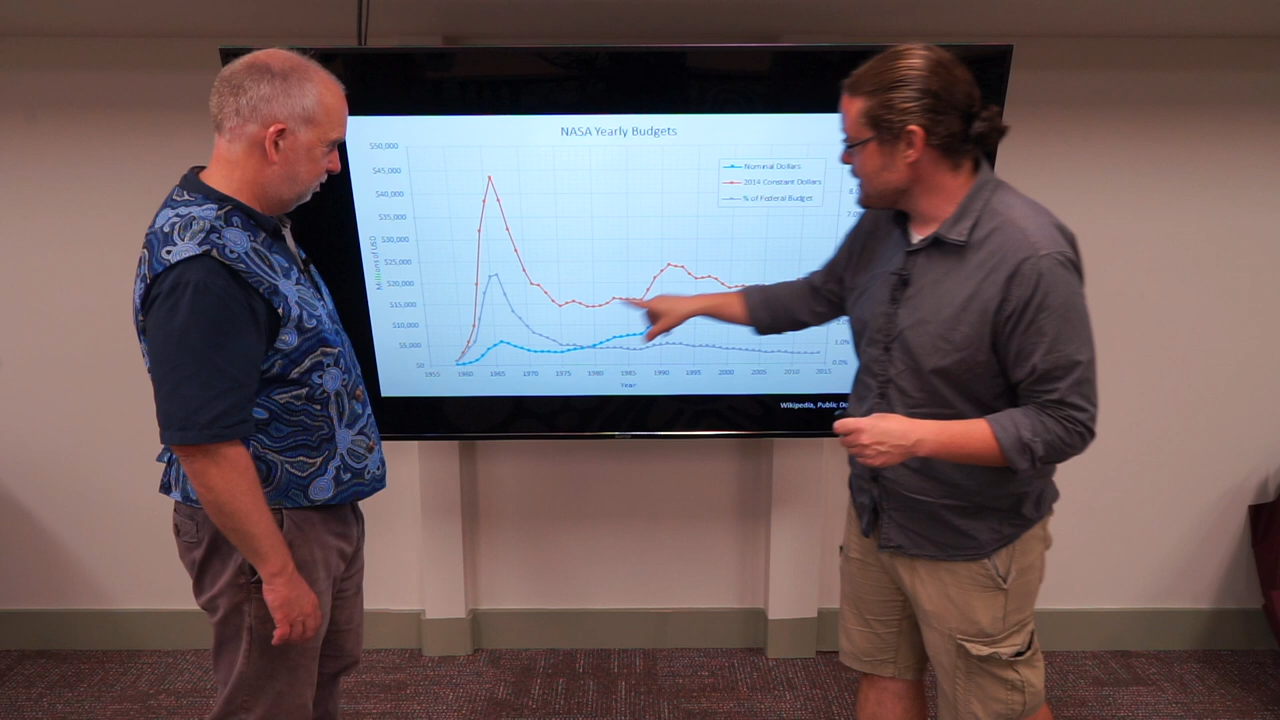 NASA Yearly Budgets
$50,000
$45,000
$40,000
$35,000
$30,000
$25,000
$20,000
$15,000
$10,000
$5,000
$0
Millions of USD
Nominal Dollars
2014 Constant Dollars
% of Federal Budget
7.0%
1.0%
0.0%
1955 1960 1965 1970 1975 1980 1985 1990 1995 2000 2005 2010 2015
Year
Wikipedia, Public